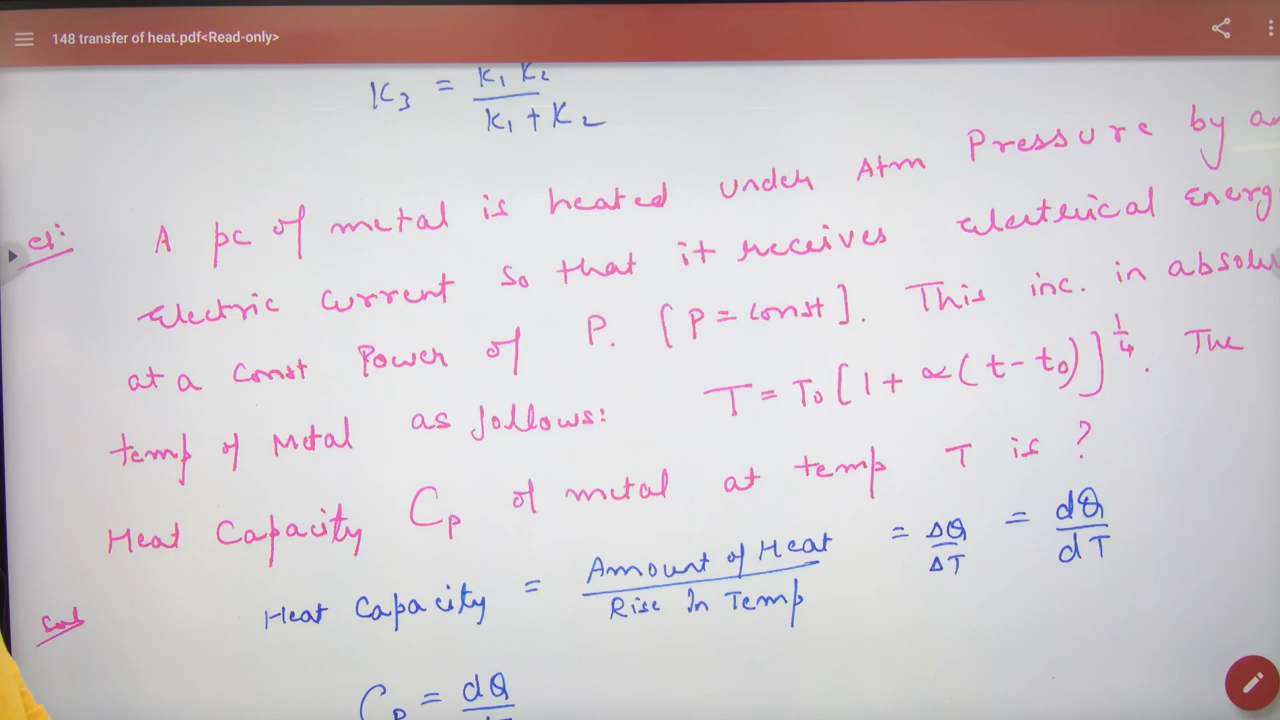 148 transfer of heat.pdf<Read-only>
K3 = K1 K2 / K1 + K2
A pc of metal is heated under Atm Pressure by an
Electric Current so that it receives electrical energ
at a Const Power of P. [P = Const]. This inc. in absolu
temp of Metal as follows: T = T0 [1 + α(t - t0)]^1/4. The
Heat Capacity Cp of metal at temp T is ?
Sol
Heat Capacity = Amount of Heat / Rise In Temp = ΔQ / ΔT = dQ / dT
Cp = dQ